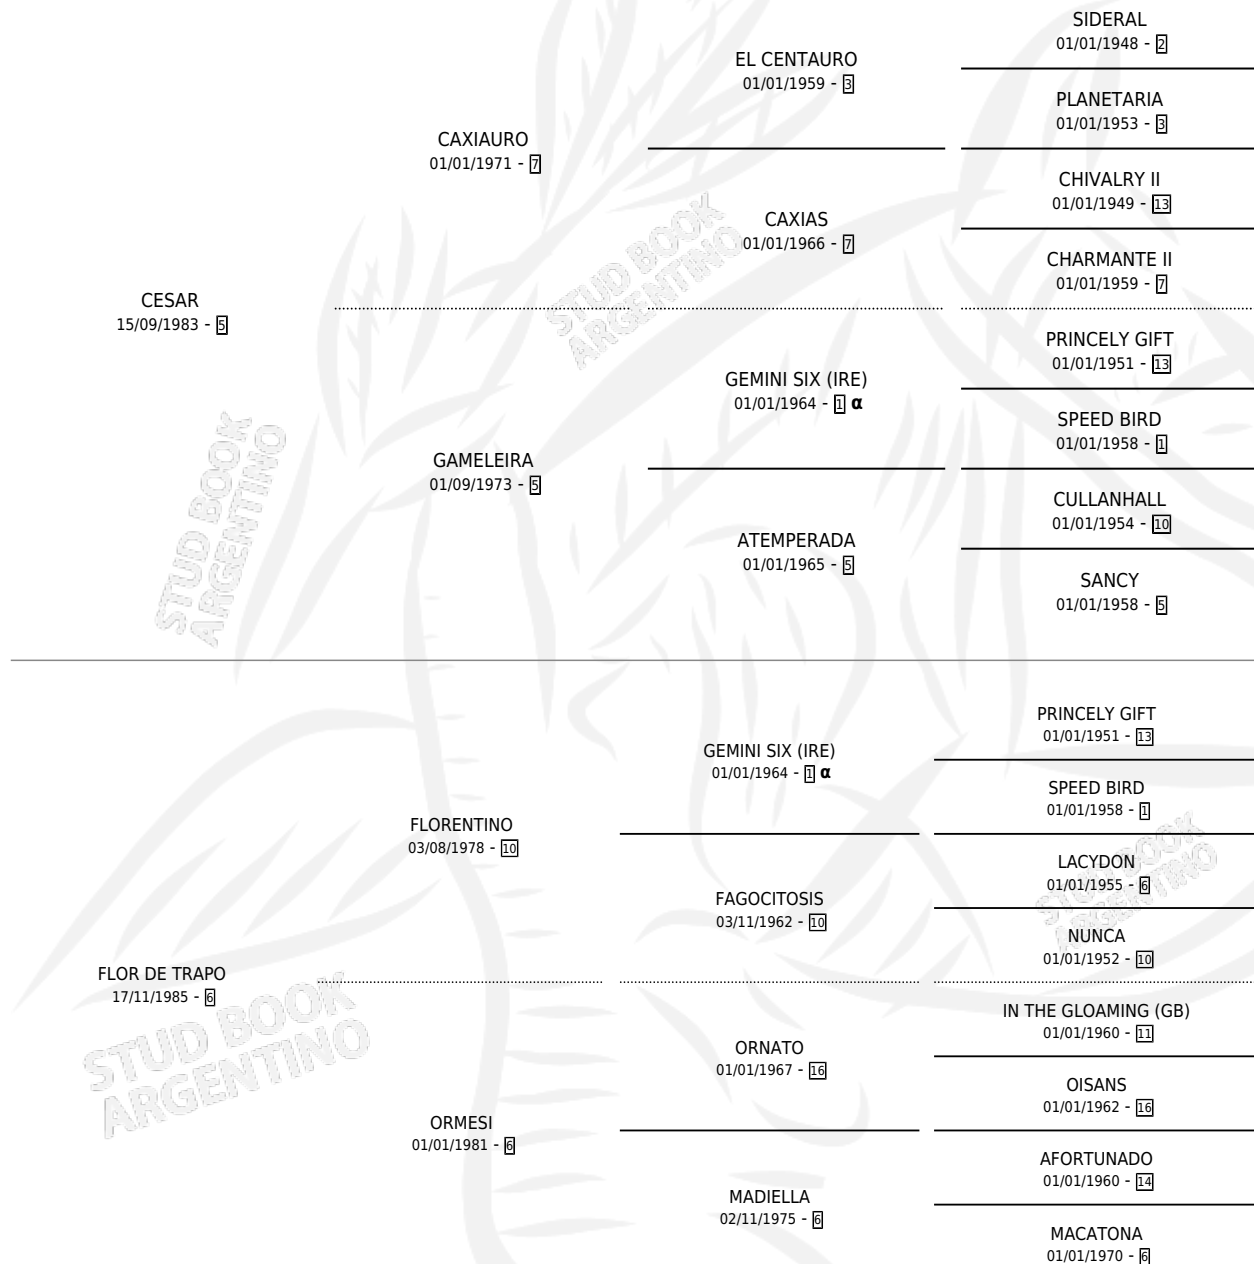 SIDERAL
01/01/1948 - 2
EL CENTAURO
01/01/1959 - 3
PLANETARIA
01/01/1953 - 3
CAXIAURO
01/01/1971 - 7
CHIVALRY II
01/01/1949 - 13
CAXIAS
01/01/1966 - 7
CHARMANTE II
01/01/1959 - 7
CESAR
15/09/1983 - 5
PRINCELY GIFT
01/01/1951 - 13
GEMINI SIX (IRE)
01/01/1964 - 1 α
SPEED BIRD
01/01/1958 - 1
GAMELEIRA
01/09/1973 - 5
CULLANHALL
01/01/1954 - 10
ATEMPERADA
01/01/1965 - 5
SANCY
01/01/1958 - 5
PRINCELY GIFT
01/01/1951 - 13
GEMINI SIX (IRE)
01/01/1964 - 1 α
SPEED BIRD
01/01/1958 - 1
FLORENTINO
03/08/1978 - 10
LACYDON
01/01/1955 - 6
FAGOCITOSIS
03/11/1962 - 10
NUNCA
01/01/1952 - 10
FLOR DE TRAPO
17/11/1985 - 6
IN THE GLOAMING (GB)
01/01/1960 - 11
ORNATO
01/01/1967 - 16
OISANS
01/01/1962 - 16
ORMESI
01/01/1981 - 6
AFORTUNADO
01/01/1960 - 14
MADIELLA
02/11/1975 - 6
MACATONA
01/01/1970 - 6
STUD BOOK
ARGENTINO
STUD BOOK
ARGENTINO
STUD BOOK
ARGENTINO
STUD BOOK
ARGENTINO